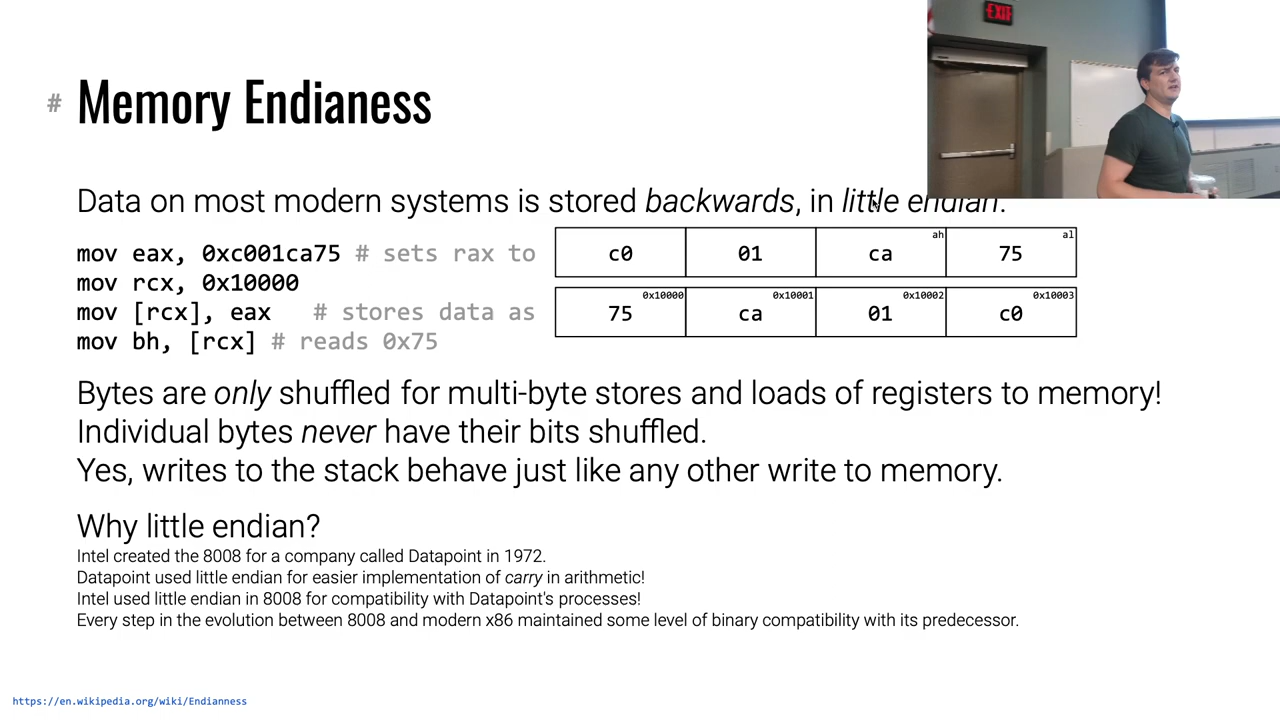 EXIT
# Memory Endianess
Data on most modern systems is stored backwards, in little endian.
mov eax, 0xc001ca75 # sets rax to
c0 01 ah ca al 75
mov rcx, 0x10000
mov [rcx], eax # stores data as
0x10000 75 0x10001 ca 0x10002 01 0x10003 c0
mov bh, [rcx] # reads 0x75
Bytes are only shuffled for multi-byte stores and loads of registers to memory!
Individual bytes never have their bits shuffled.
Yes, writes to the stack behave just like any other write to memory.
Why little endian?
Intel created the 8008 for a company called Datapoint in 1972.
Datapoint used little endian for easier implementation of carry in arithmetic!
Intel used little endian in 8008 for compatibility with Datapoint's processes!
Every step in the evolution between 8008 and modern x86 maintained some level of binary compatibility with its predecessor.
https://en.wikipedia.org/wiki/Endianness